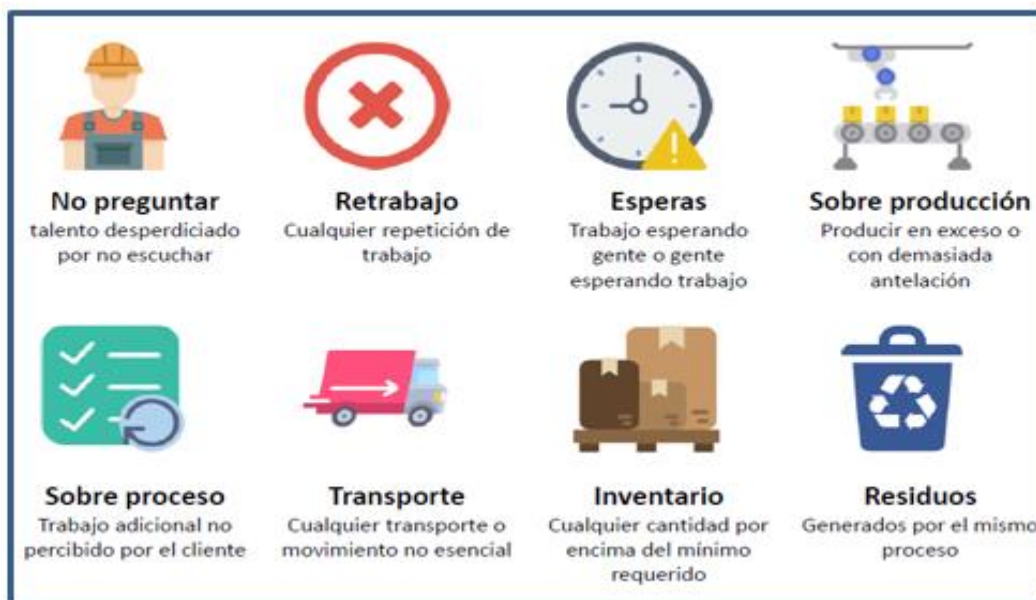 No preguntar
talento desperdiciado
por no escuchar
Retrabajo
Cualquier repetición de
trabajo
Esperas
Trabajo esperando
gente o gente
esperando trabajo
Sobre producción
Producir en exceso o
con demasiada
antelación
Sobre proceso
Trabajo adicional no
percibido por el cliente
Transporte
Cualquier transporte o
movimiento no esencial
Inventario
Cualquier cantidad por
encima del mínimo
requerido
Residuos
Generados por el mismo
proceso